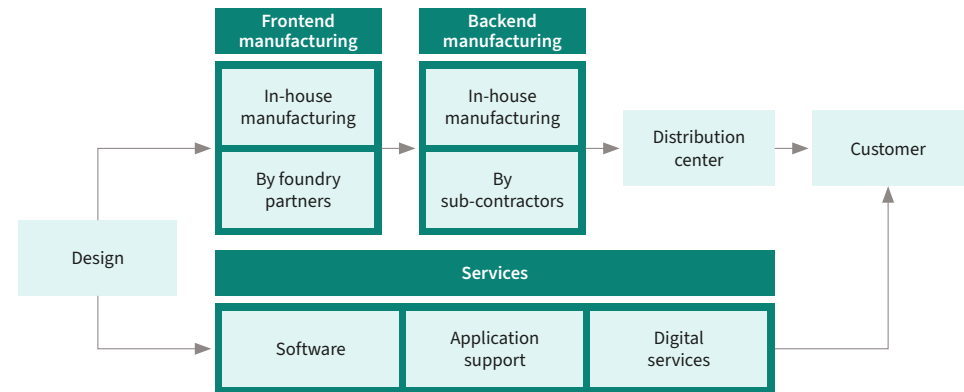 Frontend
manufacturing
Backend
manufacturing
In-house
manufacturing
In-house
manufacturing
By foundry
partners
By
sub-contractors
Distribution
center
Customer
Design
Services
Software
Application
support
Digital
services